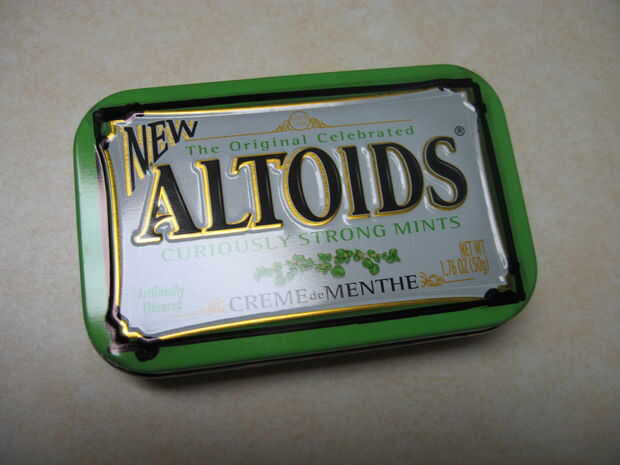 NEW
The Original Celebrated
ALTOIDS®
CURIOUSLY STRONG MINTS
NET WT
1.76 OZ (50g)
Artificially
Flavored
CREME de MENTHE